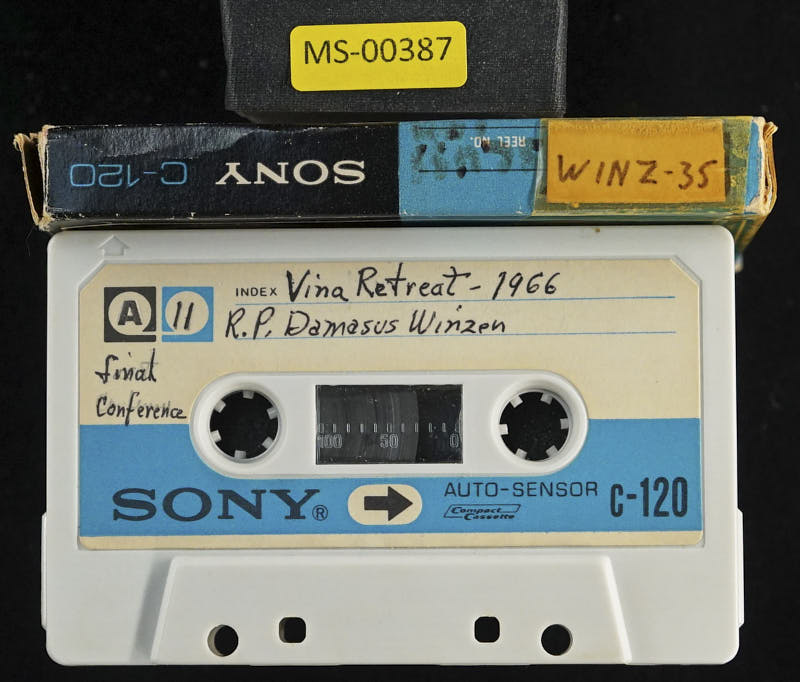 MS-00387
C-120
SONY
REEL NO.
WINZ-35
A 11 INDEX Vina Retreat - 1966
R.P. Damasus Winzen
final
Conference
100 50 0
SONY®
AUTO-SENSOR C-120
Compact
Cassette